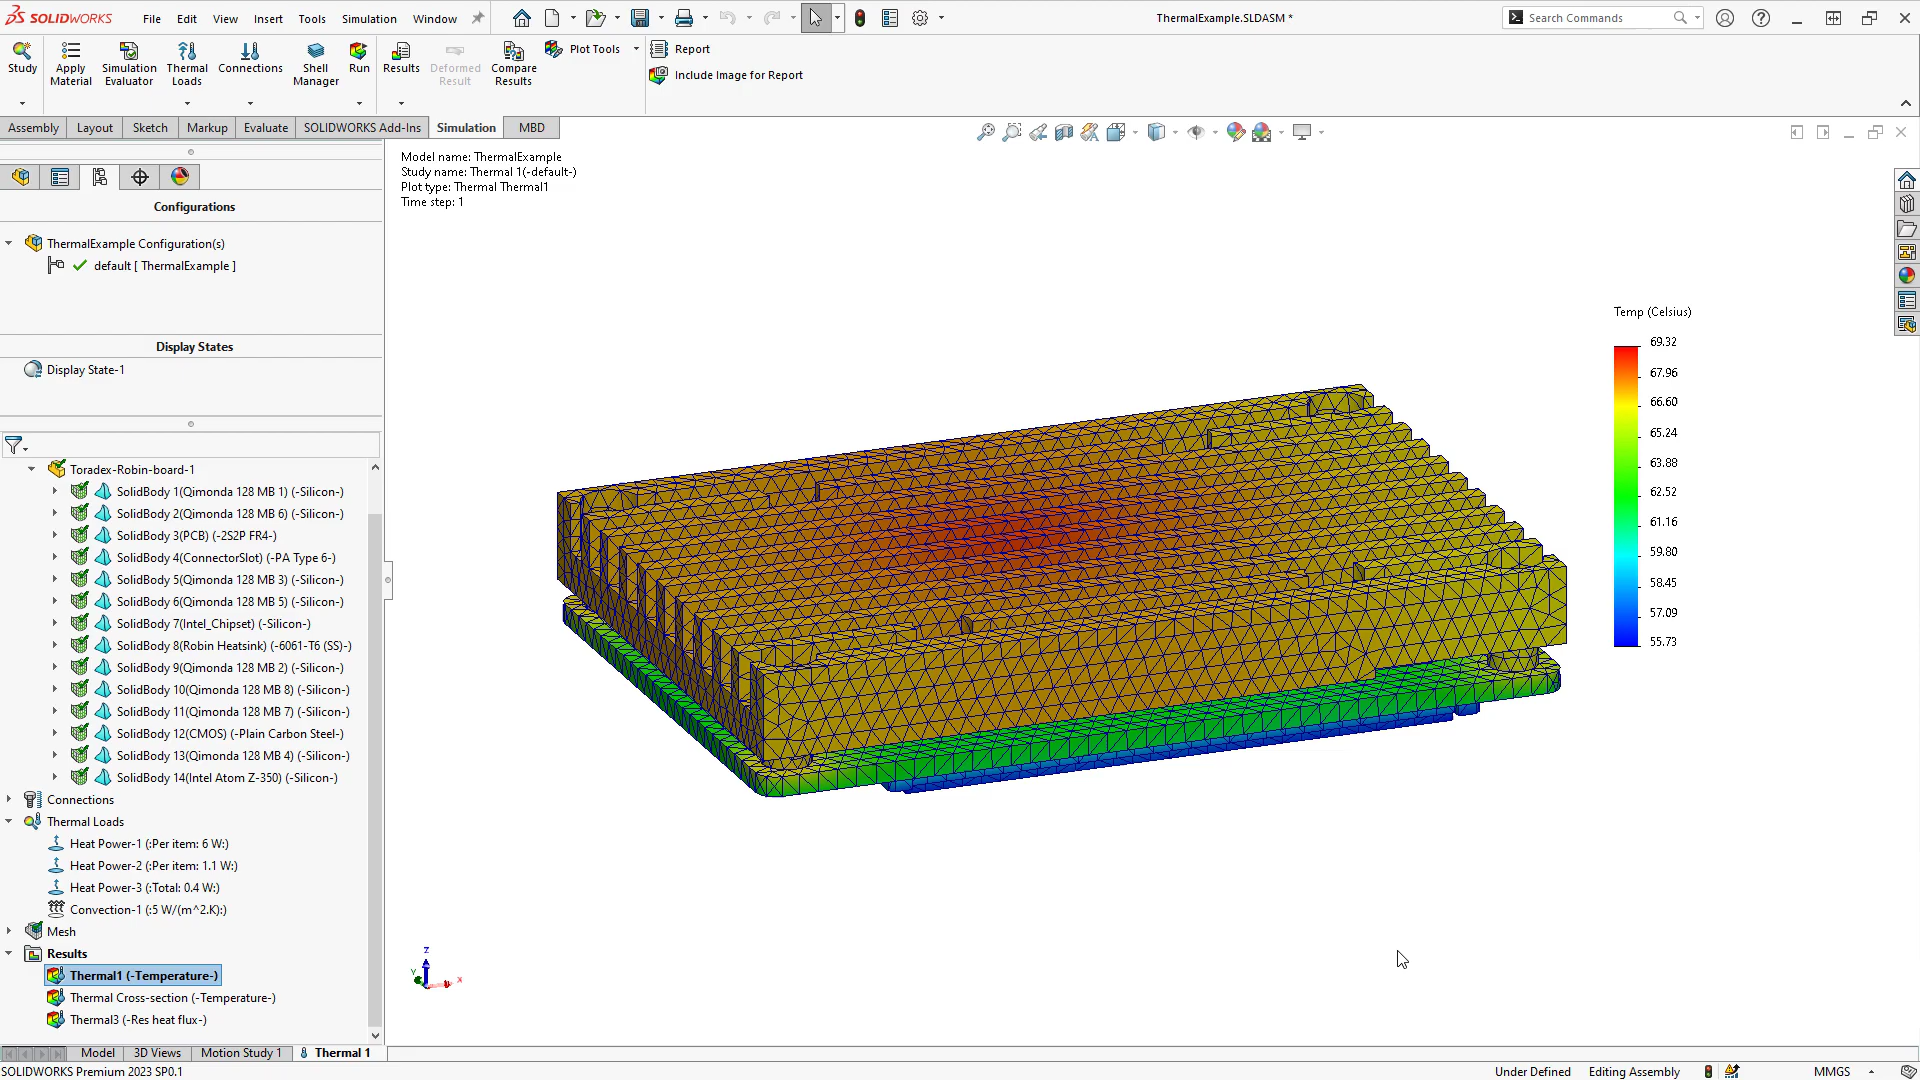 SOLIDWORKS File Edit View Insert Tools Simulation Window ThermalExample.SLDASM * Search Commands
Study
Apply Material
Simulation Evaluator
Thermal Loads
Connections
Shell Manager
Run
Results
Deformed Result
Compare Results
Plot Tools
Report
Include Image for Report
Assembly Layout Sketch Markup Evaluate SOLIDWORKS Add-Ins Simulation MBD
Configurations
ThermalExample Configuration(s)
default [ ThermalExample ]
Display States
Display State-1
Toradex-Robin-board-1
SolidBody 1(Qimonda 128 MB 1) (-Silicon-)
SolidBody 2(Qimonda 128 MB 6) (-Silicon-)
SolidBody 3(PCB) (-2S2P FR4-)
SolidBody 4(ConnectorSlot) (-PA Type 6-)
SolidBody 5(Qimonda 128 MB 3) (-Silicon-)
SolidBody 6(Qimonda 128 MB 5) (-Silicon-)
SolidBody 7(Intel_Chipset) (-Silicon-)
SolidBody 8(Robin Heatsink) (-6061-T6 (SS)-)
SolidBody 9(Qimonda 128 MB 2) (-Silicon-)
SolidBody 10(Qimonda 128 MB 8) (-Silicon-)
SolidBody 11(Qimonda 128 MB 7) (-Silicon-)
SolidBody 12(CMOS) (-Plain Carbon Steel-)
SolidBody 13(Qimonda 128 MB 4) (-Silicon-)
SolidBody 14(Intel Atom Z-350) (-Silicon-)
Connections
Thermal Loads
Heat Power-1 (:Per item: 6 W:)
Heat Power-2 (:Per item: 1.1 W:)
Heat Power-3 (:Total: 0.4 W:)
Convection-1 (:5 W/(m^2.K):)
Mesh
Results
Thermal1 (-Temperature-)
Thermal Cross-section (-Temperature-)
Thermal3 (-Res heat flux-)
Model name: ThermalExample
Study name: Thermal 1(-default-)
Plot type: Thermal Thermal1
Time step: 1
Temp (Celsius)
69.32
67.96
66.60
65.24
63.88
62.52
61.16
59.80
58.45
57.09
55.73
Z
Y
X
Model 3D Views Motion Study 1 Thermal 1
SOLIDWORKS Premium 2023 SP0.1 Under Defined Editing Assembly MMGS